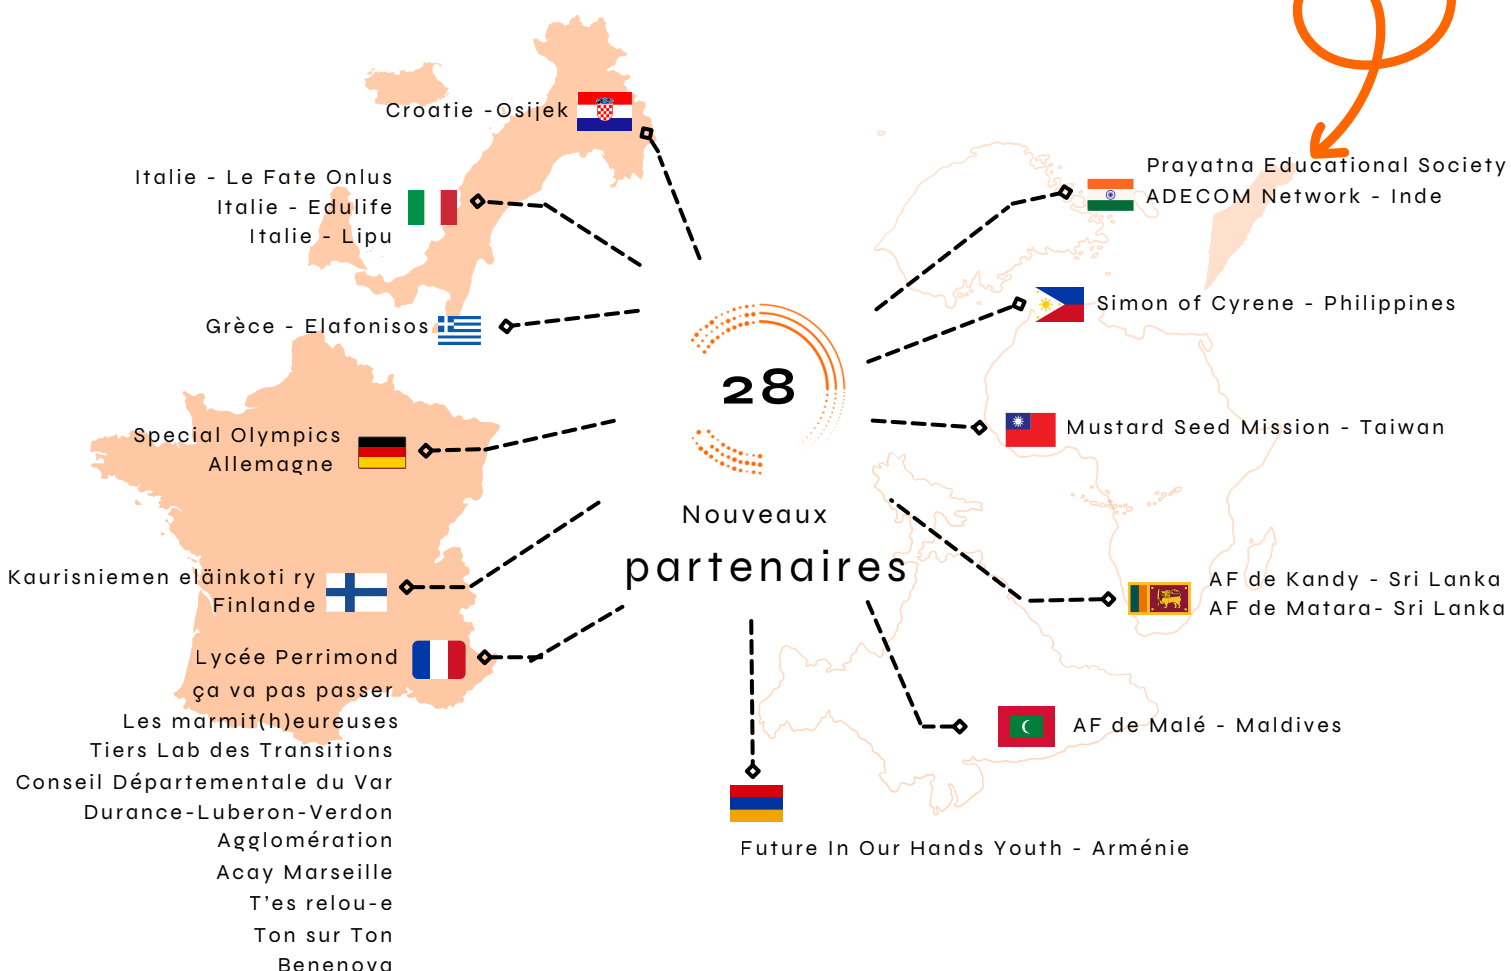 Croatie -Osijek
Italie - Le Fate Onlus
Italie - Edulife
Italie - Lipu
Grèce - Elafonisos
Special Olympics
Allemagne
Kaurisniemen eläinkoti ry
Finlande
Lycée Perrimond
ça va pas passer
Les marmit(h)eureuses
Tiers Lab des Transitions
Conseil Départementale du Var
Durance-Luberon-Verdon
Agglomération
Acay Marseille
T'es relou-e
Ton sur Ton
Benenova
28
Nouveaux
partenaires
Prayatna Educational Society
ADECOM Network - Inde
Simon of Cyrene - Philippines
Mustard Seed Mission - Taiwan
AF de Kandy - Sri Lanka
AF de Matara- Sri Lanka
AF de Malé - Maldives
Future In Our Hands Youth - Arménie